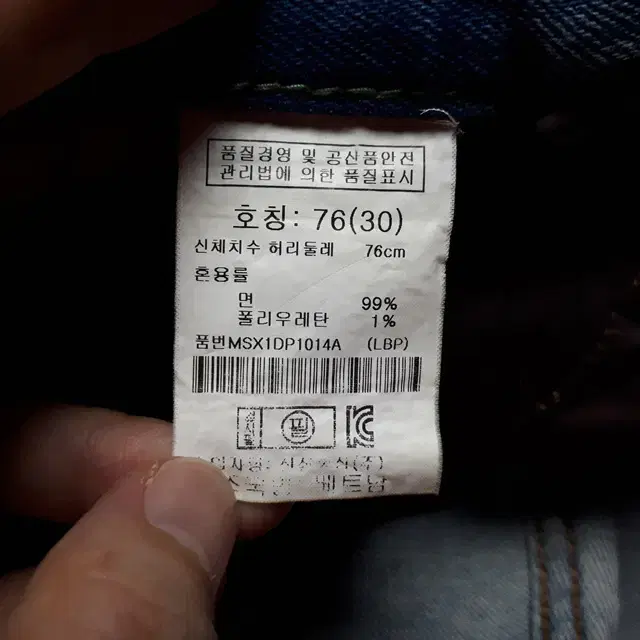 품질경영 및 공산품안전
관리법에 의한 품질표시
호칭: 76(30)
신체치수 허리둘레 76cm
혼용률
면 99%
폴리우레탄 1%
품번MSX1DP1014A (LBP)
베트남